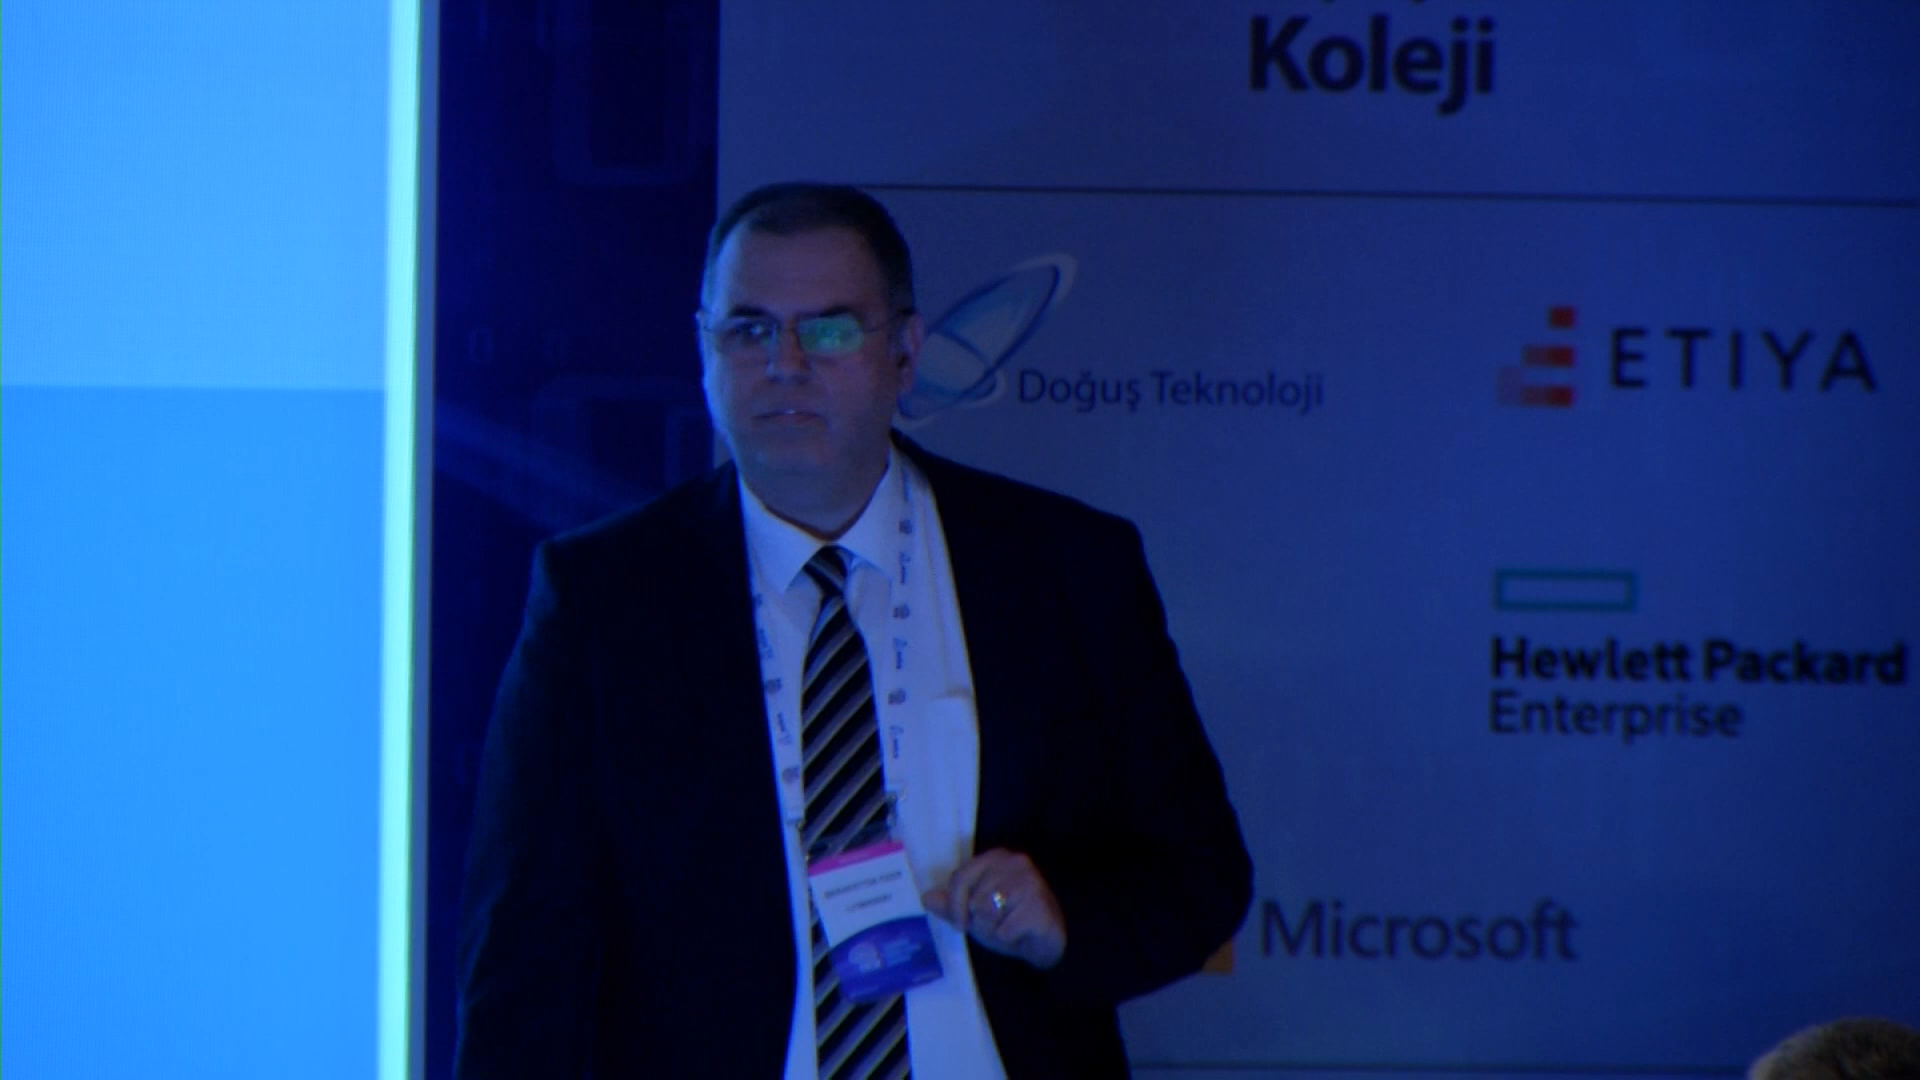 Koleji
Doğuş Teknoloji
ETIYA
Hewlett Packard
Enterprise
Microsoft